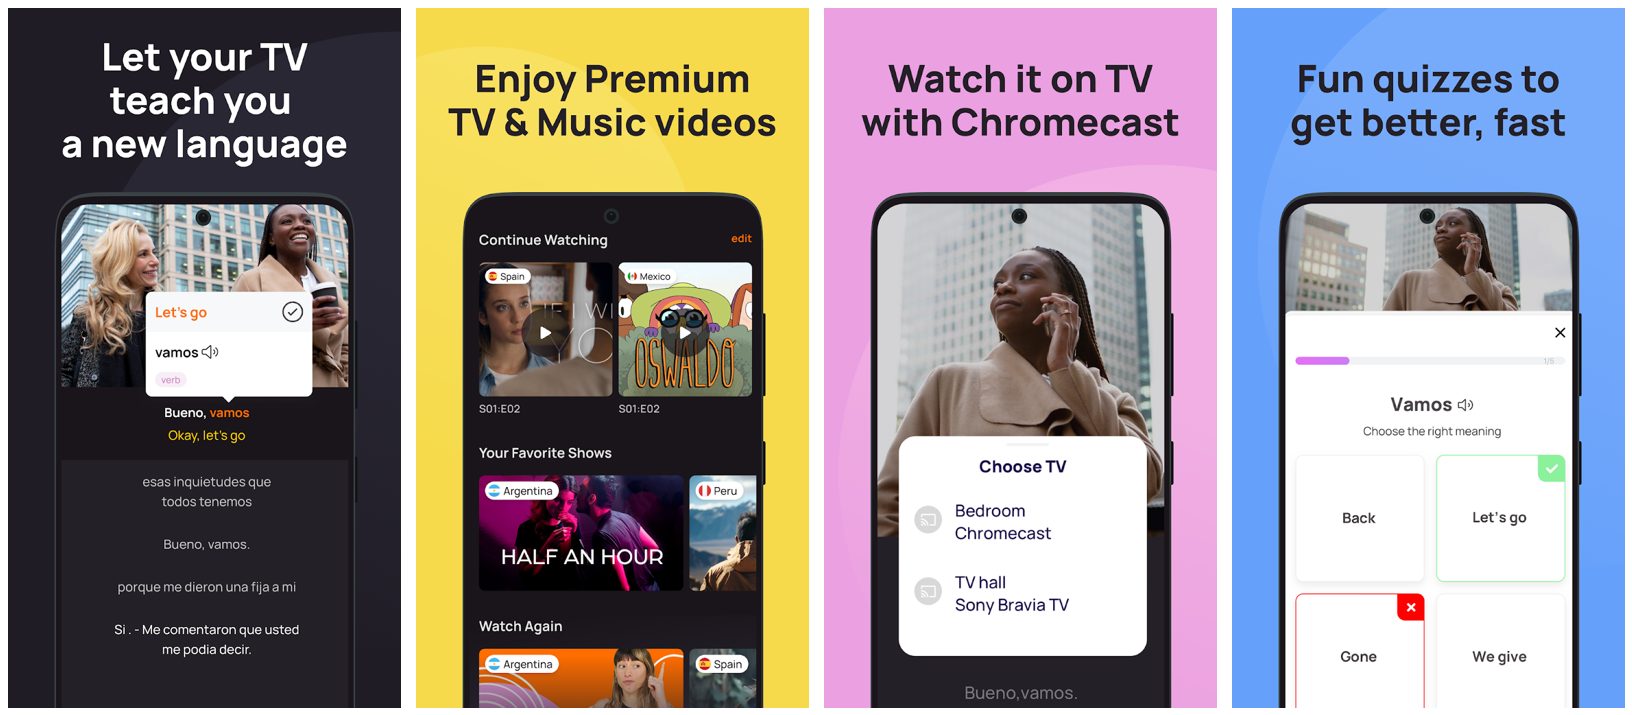 Let your TV
teach you
a new language
Let's go
vamos
verb
Bueno, vamos
Okay, let's go
esas inquietudes que
todos tenemos
Bueno, vamos.
porque me dieron una fija a mi
Si . - Me comentaron que usted
me podia decir.
Enjoy Premium
TV & Music videos
Continue Watching
edit
Spain
Mexico
IF I WI
YO
OSWALDO
S01:E02
S01:E02
Your Favorite Shows
Argentina
Peru
HALF AN HOUR
Watch Again
Argentina
Spain
Watch it on TV
with Chromecast
Choose TV
Bedroom
Chromecast
TV hall
Sony Bravia TV
Bueno,vamos.
Fun quizzes to
get better, fast
1/5
Vamos
Choose the right meaning
Back
Let's go
Gone
We give